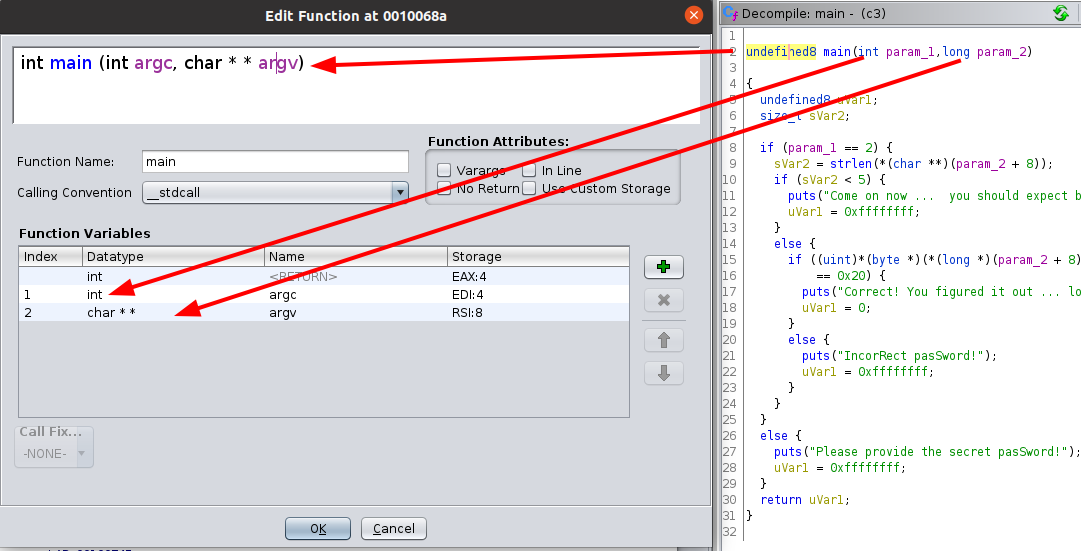 Edit Function at 0010068a
int main (int argc, char * * argv)
Function Name: main
Calling Convention __stdcall
Function Attributes:
Varargs In Line
No Return Use Custom Storage
Function Variables
Index Datatype Name Storage
int <RETURN> EAX:4
1 int argc EDI:4
2 char * * argv RSI:8
Call Fix...
-NONE-
OK Cancel
Decompile: main - (c3)
1
2 undefined8 main(int param_1,long param_2)
3
4 {
5 undefined8 uVar1;
6 size_t sVar2;
7
8 if (param_1 == 2) {
9 sVar2 = strlen(*(char **)(param_2 + 8));
10 if (sVar2 < 5) {
11 puts("Come on now ...  you should expect b
12 uVar1 = 0xffffffff;
13 }
14 else {
15 if ((uint)*(byte *)(*(long *)(param_2 + 8)
16 == 0x20) {
17 puts("Correct! You figured it out ... lo
18 uVar1 = 0;
19 }
20 else {
21 puts("IncorRect pasSword!");
22 uVar1 = 0xffffffff;
23 }
24 }
25 }
26 else {
27 puts("Please provide the secret pasSword!");
28 uVar1 = 0xffffffff;
29 }
30 return uVar1;
31 }
32